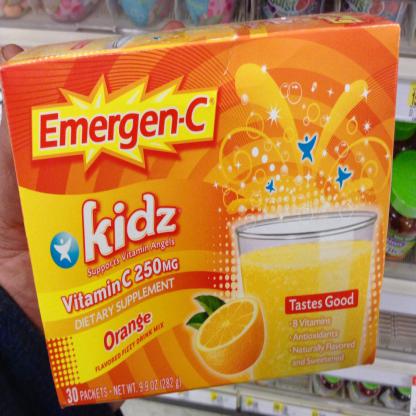 Emergen-C®
kidz
Supports Vitamin Angels
Vitamin C 250MG
DIETARY SUPPLEMENT
Orange
FLAVORED FIZZY DRINK MIX
30 PACKETS • NET WT. 9.9 OZ (282 g)
Tastes Good
• 8 Vitamins
• Antioxidants
• Naturally Flavored
and Sweetened